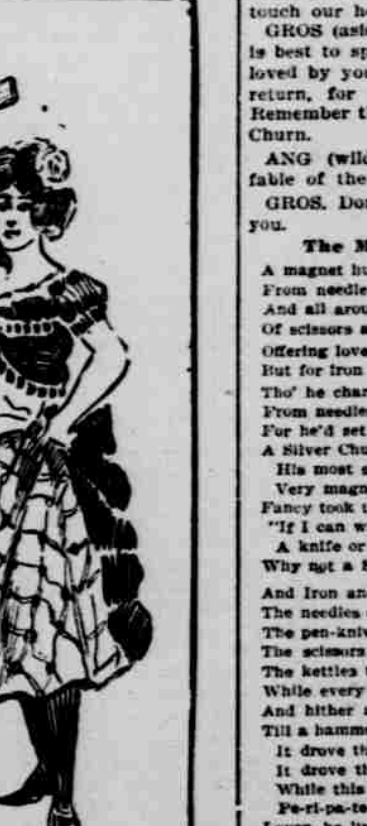 touch our h
GROS (asi
is best to sp
loved by yo
return, for
Remember t
Churn.
ANG (wil
fable of the
GROS. Do
you.
The M
A magnet hu
From needle
And all arou
Of scissors a
Offering love
But for iron
Tho' he char
From needle
For he'd set
A Silver Chu
His most s
Very magn
Fancy took
"If I can w
A knife or
Why not a S
And Iron an
The needles
The pen-kniv
The scissors
The kettles
While every
And hither a
Till a hamm
It drove th
It drove th
While this
Pe-ri-pa-te